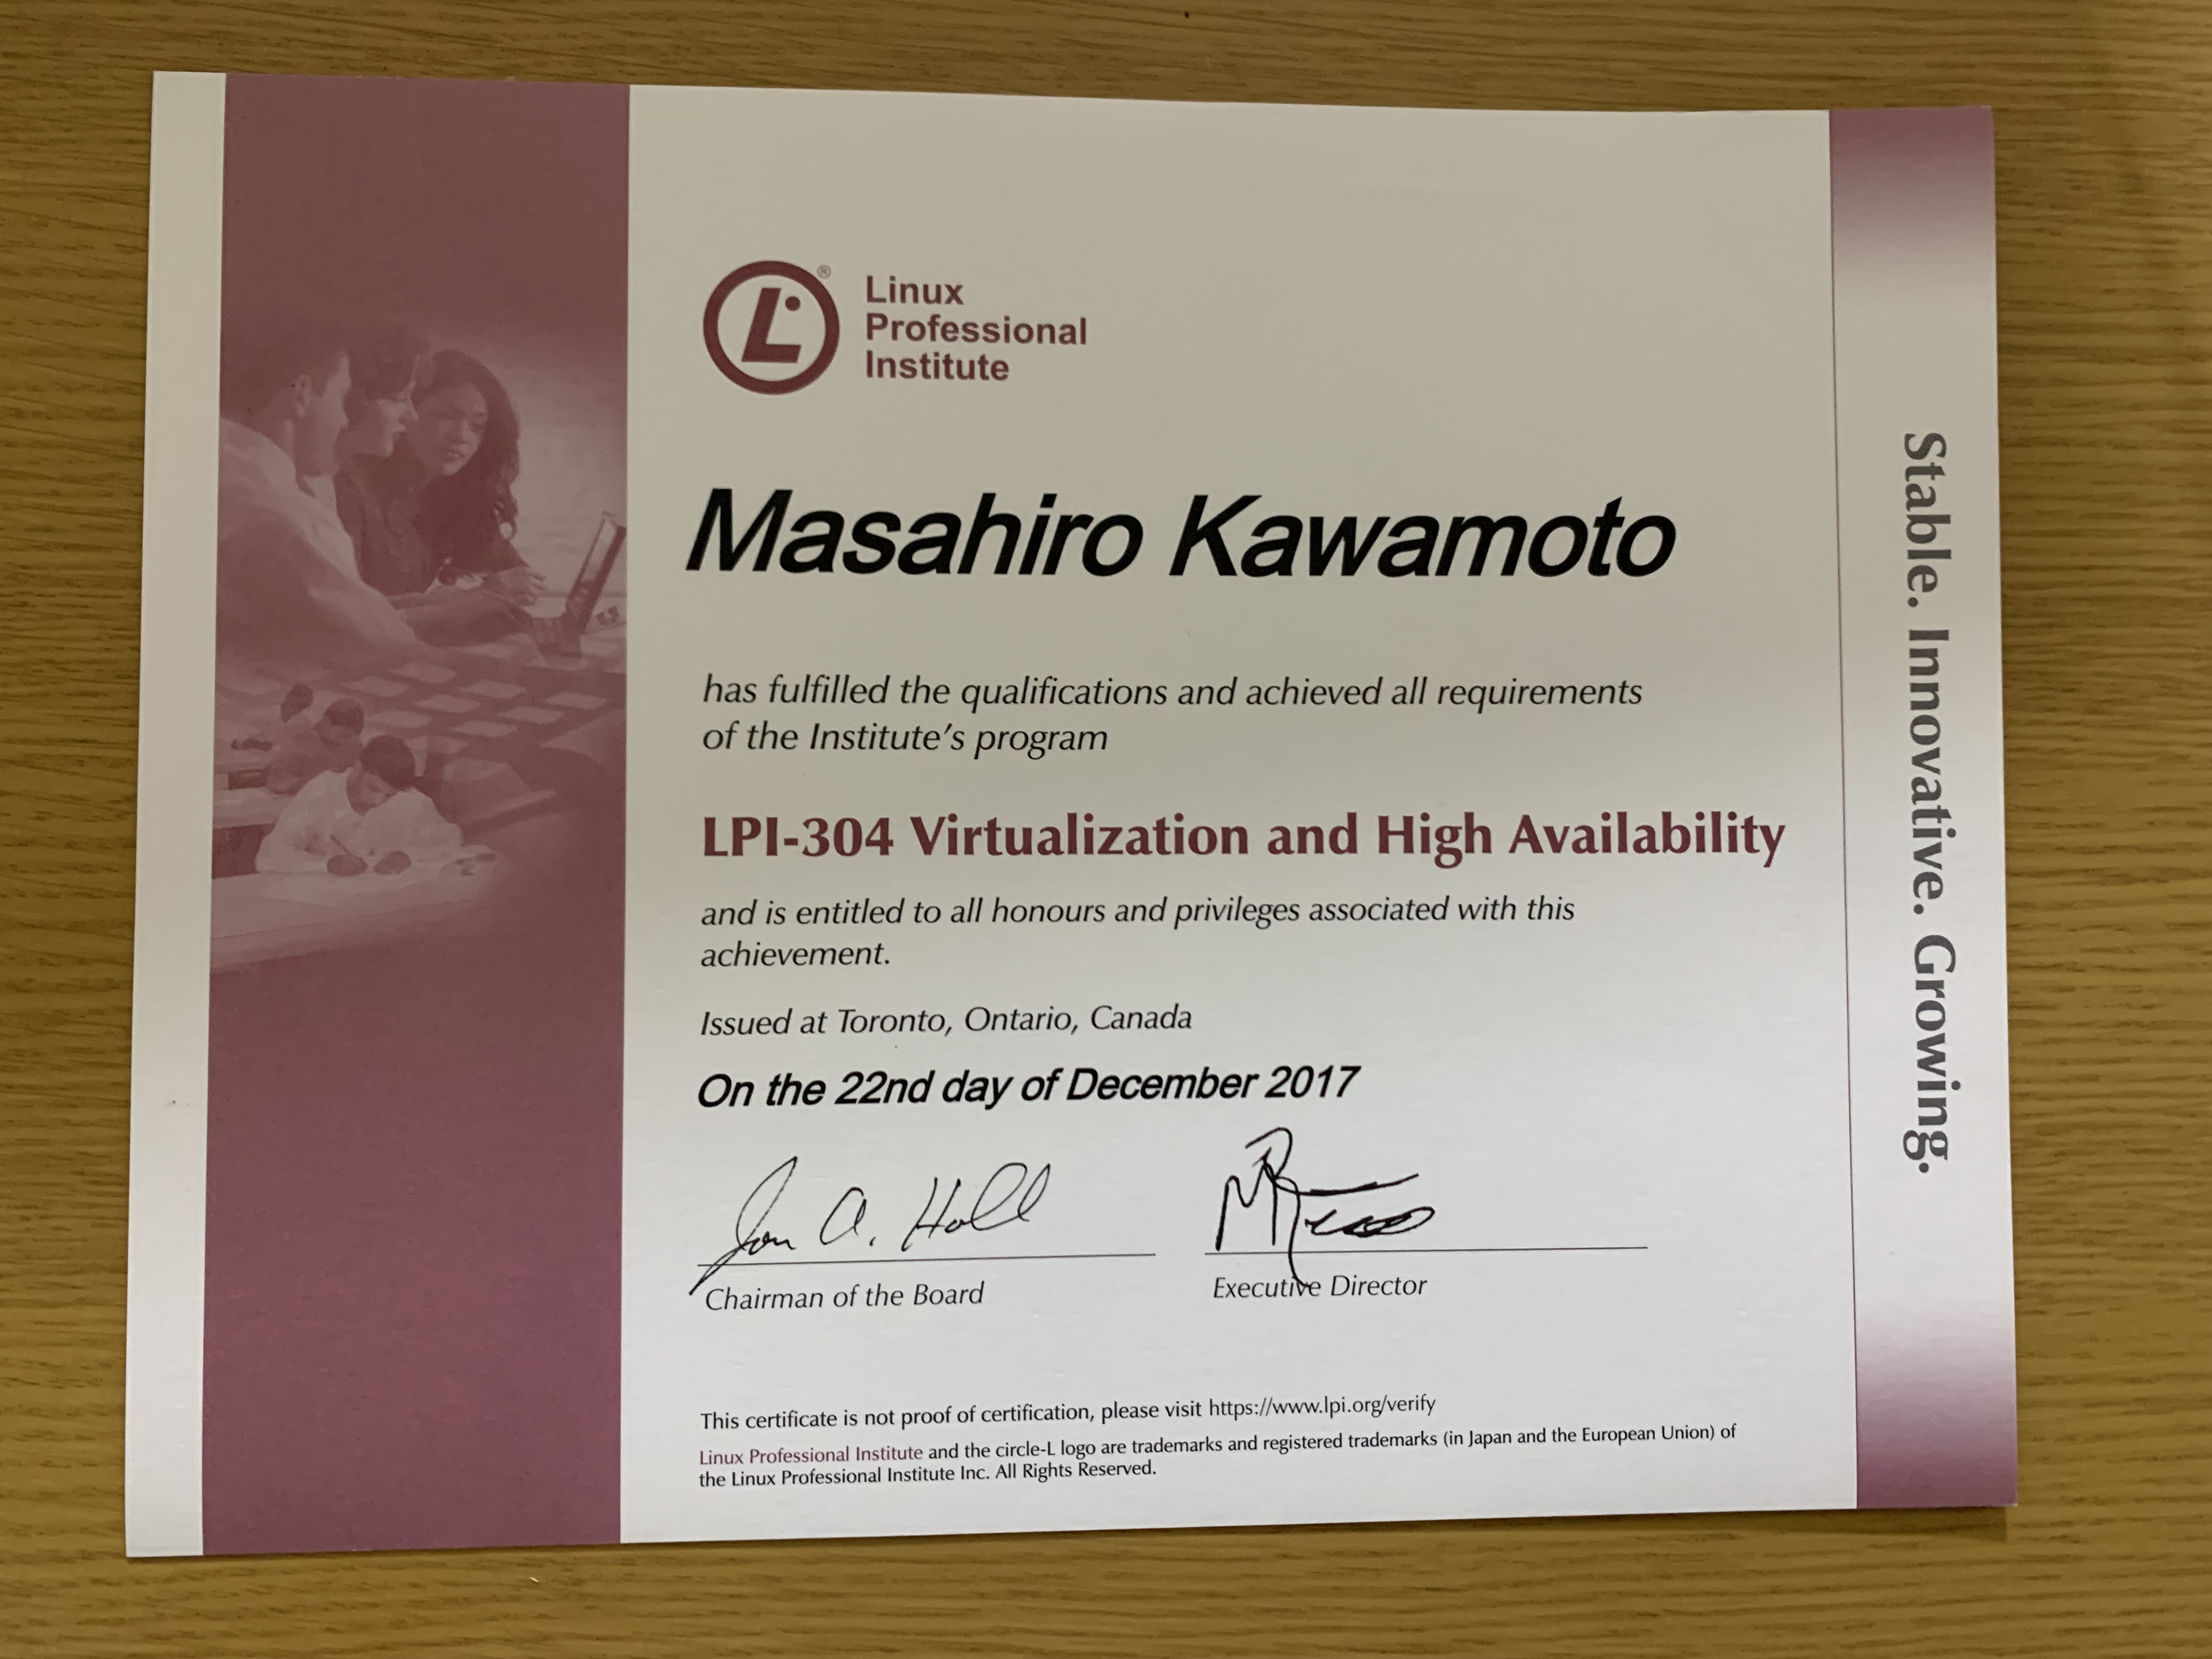 ®
Linux
Professional
Institute
Masahiro Kawamoto
has fulfilled the qualifications and achieved all requirements
of the Institute's program
LPI-304 Virtualization and High Availability
and is entitled to all honours and privileges associated with this
achievement.
Issued at Toronto, Ontario, Canada
On the 22nd day of December 2017
Jon A. Hall
Chairman of the Board
Executive Director
This certificate is not proof of certification, please visit https://www.lpi.org/verify
Linux Professional Institute and the circle-L logo are trademarks and registered trademarks (in Japan and the European Union) of
the Linux Professional Institute Inc. All Rights Reserved.
Stable. Innovative. Growing.